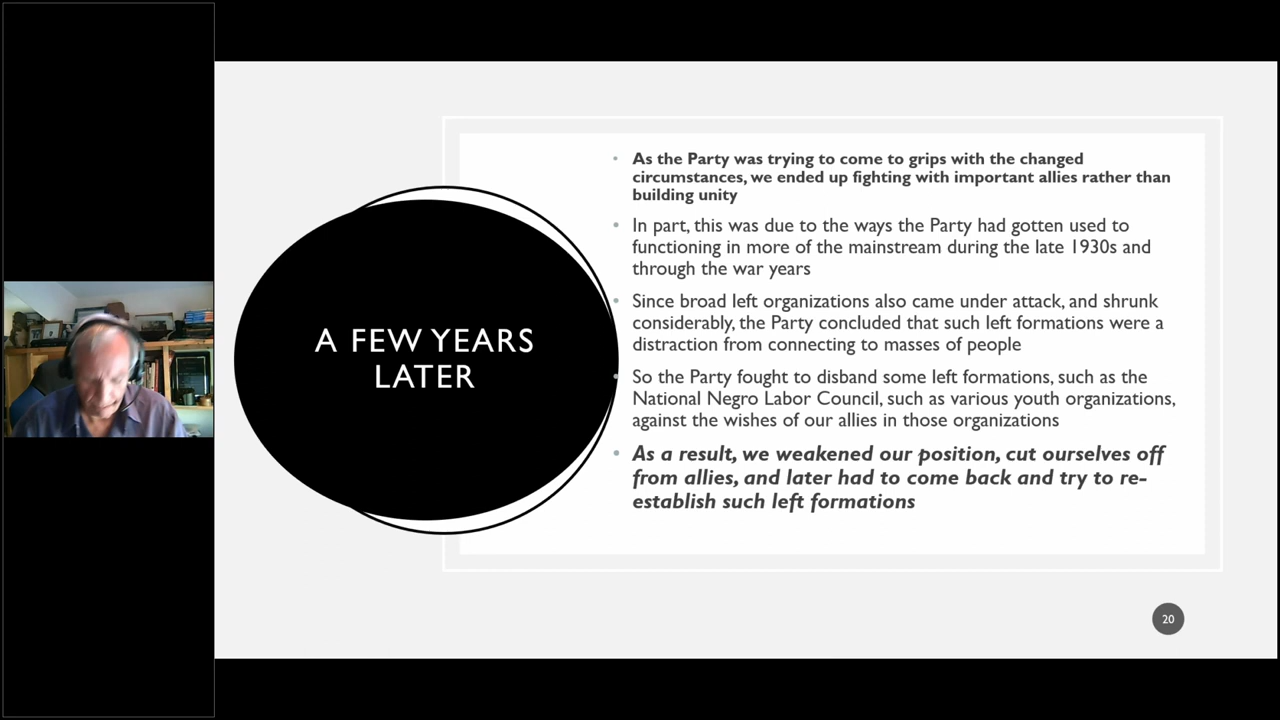 A FEW YEARS
LATER
As the Party was trying to come to grips with the changed
circumstances, we ended up fighting with important allies rather than
building unity
In part, this was due to the ways the Party had gotten used to
functioning in more of the mainstream during the late 1930s and
through the war years
Since broad left organizations also came under attack, and shrunk
considerably, the Party concluded that such left formations were a
distraction from connecting to masses of people
So the Party fought to disband some left formations, such as the
National Negro Labor Council, such as various youth organizations,
against the wishes of our allies in those organizations
As a result, we weakened our position, cut ourselves off
from allies, and later had to come back and try to re-
establish such left formations
20